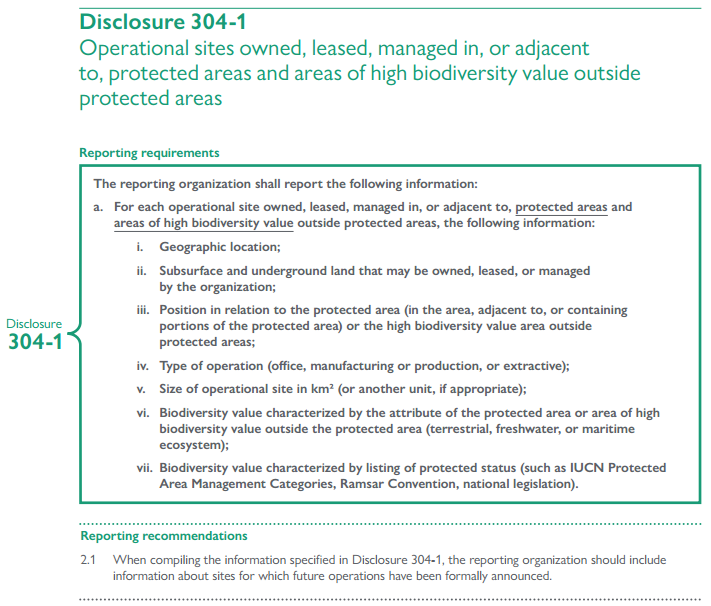 Disclosure 304-1
Operational sites owned, leased, managed in, or adjacent
to, protected areas and areas of high biodiversity value outside
protected areas
Reporting requirements
The reporting organization shall report the following information:
a. For each operational site owned, leased, managed in, or adjacent to, protected areas and
areas of high biodiversity value outside protected areas, the following information:
i. Geographic location;
ii. Subsurface and underground land that may be owned, leased, or managed
by the organization;
iii. Position in relation to the protected area (in the area, adjacent to, or containing
portions of the protected area) or the high biodiversity value area outside
protected areas;
iv. Type of operation (office, manufacturing or production, or extractive);
v. Size of operational site in km² (or another unit, if appropriate);
vi. Biodiversity value characterized by the attribute of the protected area or area of high
biodiversity value outside the protected area (terrestrial, freshwater, or maritime
ecosystem);
vii. Biodiversity value characterized by listing of protected status (such as IUCN Protected
Area Management Categories, Ramsar Convention, national legislation).
Disclosure
304-1
Reporting recommendations
2.1 When compiling the information specified in Disclosure 304-1, the reporting organization should include
information about sites for which future operations have been formally announced.